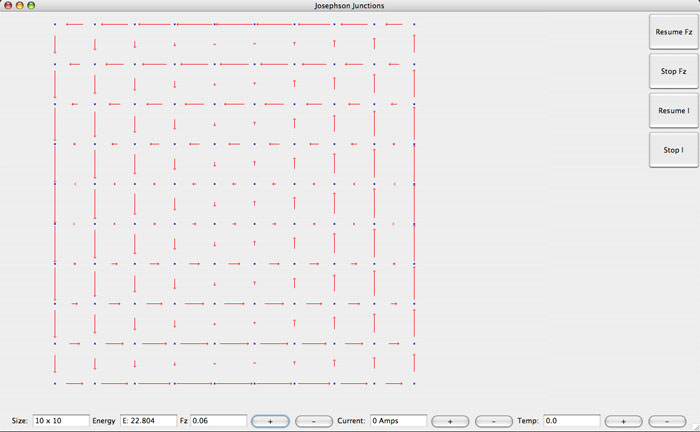 Josephson Junctions
Resume Fz
Stop Fz
Resume I
Stop I
Size: 10 x 10 Energy E: 22.804 Fz 0.06 + - Current: 0 Amps + - Temp: 0.0 + -